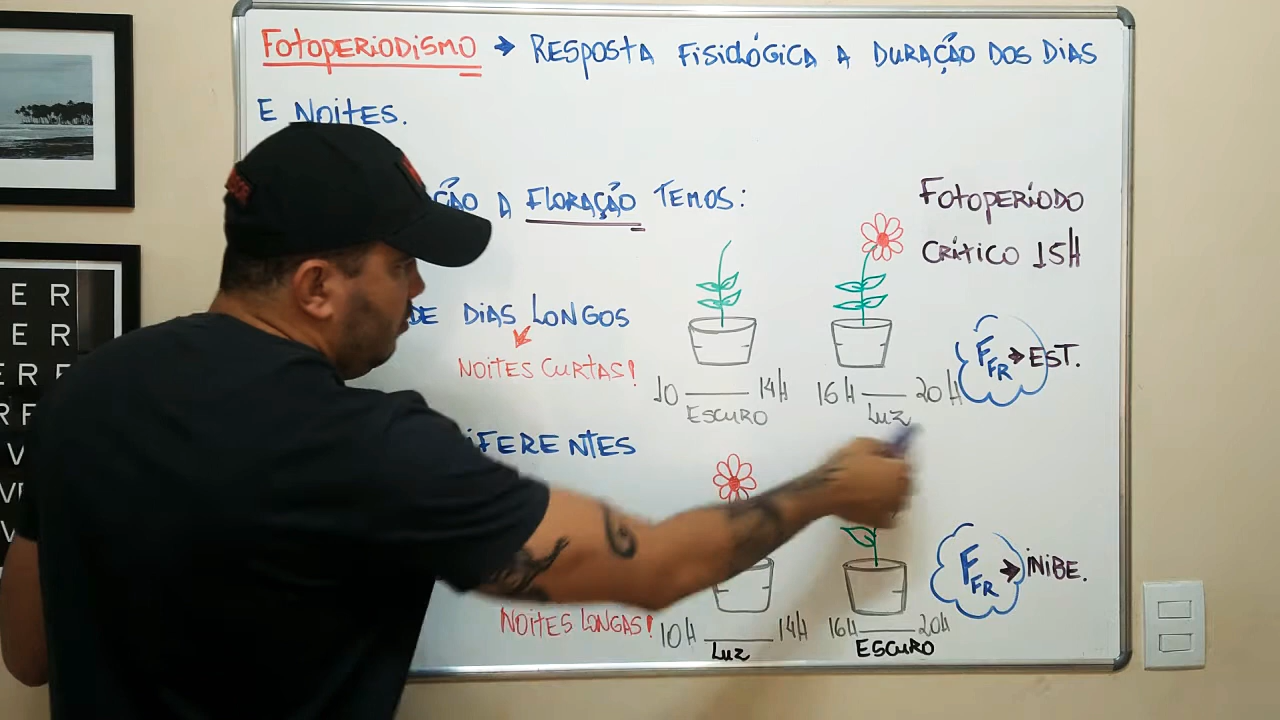 FOTOPERIODISMO → RESPOSTA FISIOLÓGICA A DURAÇÃO DOS DIAS
E NOITES.
ÇÃO A FLORAÇÃO TEMOS:
FOTOPERÍODO
CRÍTICO 15H
DE DIAS LONGOS
NOITES CURTAS!
10 14H
ESCURO
16H 20H
LUZ
FFR → EST.
IFERENTES
NOITES LONGAS!
10H 14H
LUZ
16H 20H
ESCURO
FFR → INIBE.
E R
E R
E R F
R F
V
V
V